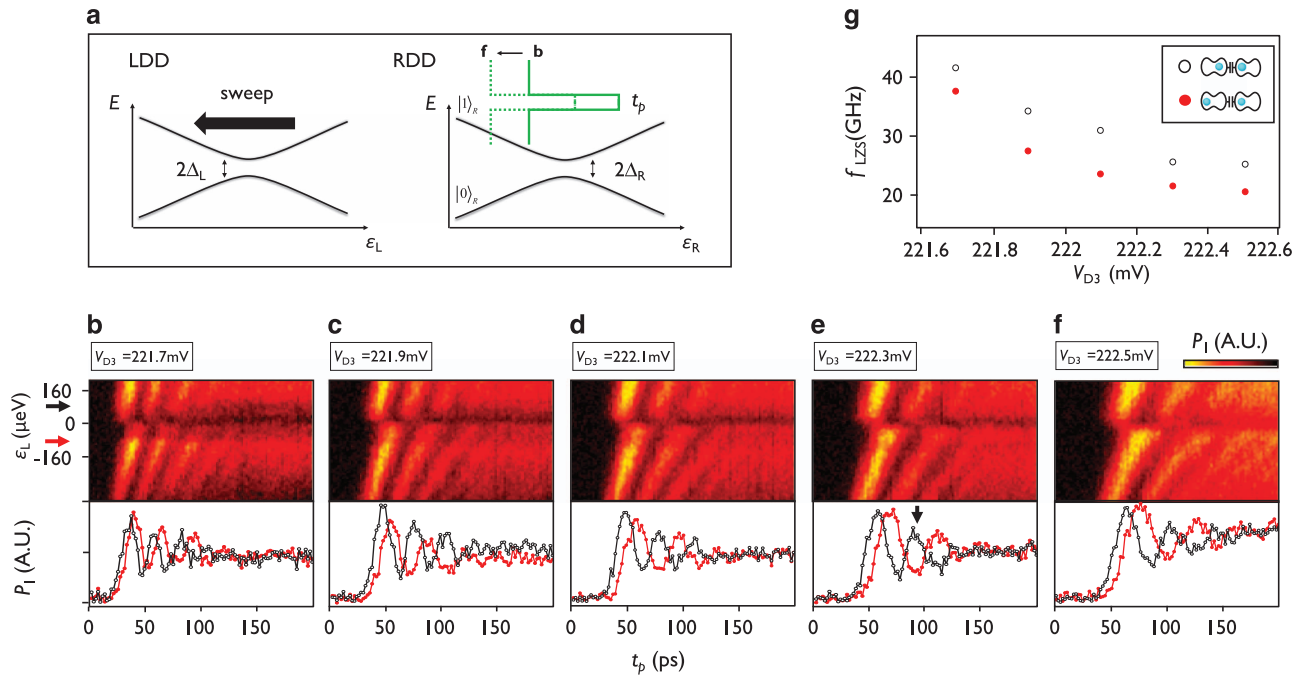 a
LDD
sweep
E
2Δ_L
ε_L
RDD
f
b
t_p
E
|1⟩_R
|0⟩_R
2Δ_R
ε_R
g
f_LZS(GHz)
40
30
20
221.6
221.8
222
222.2
222.4
222.6
V_D3 (mV)
b
V_D3 =221.7mV
c
V_D3 =221.9mV
d
V_D3 =222.1mV
e
V_D3 =222.3mV
f
V_D3 =222.5mV
P_I (A.U.)
ε_L (μeV)
160
0
-160
P_I (A.U.)
0 50 100 150
0 50 100 150
0 50 100 150
0 50 100 150
0 50 100 150
t_p (ps)